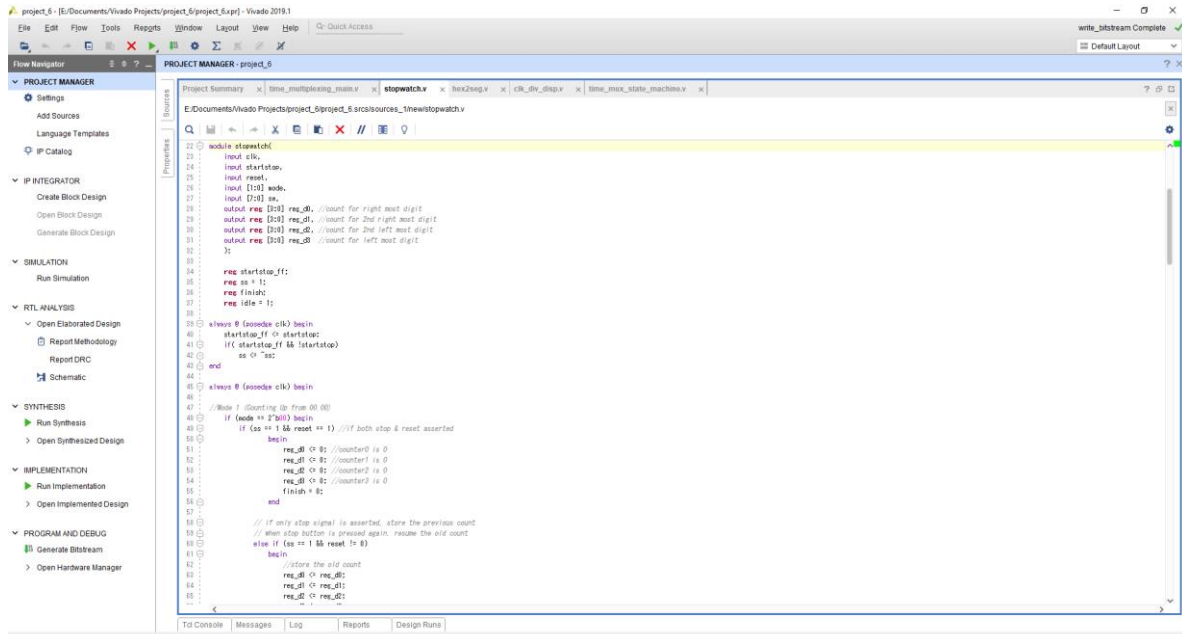 project_6 - [E:/Documents/Vivado Projects/project_6/project_6.xpr] - Vivado 2019.1
File Edit Flow Tools Reports Window Layout View Help Quick Access
write_bitstream Complete
Default Layout
Flow Navigator
PROJECT MANAGER - project_6
PROJECT MANAGER
Settings
Add Sources
Language Templates
IP Catalog
IP INTEGRATOR
Create Block Design
Open Block Design
Generate Block Design
SIMULATION
Run Simulation
RTL ANALYSIS
Open Elaborated Design
Report Methodology
Report DRC
Schematic
SYNTHESIS
Run Synthesis
Open Synthesized Design
IMPLEMENTATION
Run Implementation
Open Implemented Design
PROGRAM AND DEBUG
Generate Bitstream
Open Hardware Manager
Sources
Properties
Project Summary time_multiplexing_main.v stopwatch.v hex2seg.v clk_div_disp.v time_mux_state_machine.v
E:/Documents/Vivado Projects/project_6/project_6.srcs/sources_1/new/stopwatch.v
22 module stopwatch(
23 input clk,
24 input startstop,
25 input reset,
26 input [1:0] mode,
27 input [7:0] sw,
28 output reg [3:0] reg_d0, //count for right most digit
29 output reg [3:0] reg_d1, //count for 2nd right most digit
30 output reg [3:0] reg_d2, //count for 2nd left most digit
31 output reg [3:0] reg_d3 //count for left most digit
32 );
33
34 reg startstop_ff;
35 reg ss = 1;
36 reg finish;
37 reg idle = 1;
38
39 always @ (posedge clk) begin
40 startstop_ff <= startstop;
41 if( startstop_ff && !startstop)
42 ss <= ~ss;
43 end
44
45 always @ (posedge clk) begin
46
47 //Mode 1 (Counting Up from 00.00)
48 if (mode == 2'b00) begin
49 if (ss == 1 && reset == 1) //if both stop & reset asserted
50 begin
51 reg_d0 <= 0; //counter0 is 0
52 reg_d1 <= 0; //counter1 is 0
53 reg_d2 <= 0; //counter2 is 0
54 reg_d3 <= 0; //counter3 is 0
55 finish = 0;
56 end
57
58 // if only stop signal is asserted, store the previous count
59 // when stop button is pressed again, resume the old count
60 else if (ss == 1 && reset != 0)
61 begin
62 //store the old count
63 reg_d0 <= reg_d0;
64 reg_d1 <= reg_d1;
65 reg_d2 <= reg_d2;
Tcl Console Messages Log Reports Design Runs